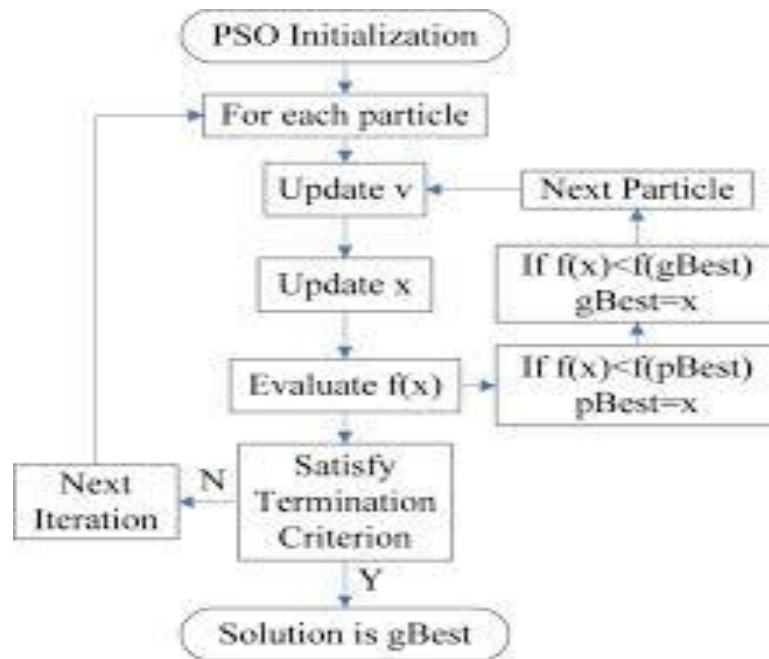 PSO Initialization
For each particle
Update v
Next Particle
Update x
If f(x)<f(gBest)
gBest=x
Evaluate f(x)
If f(x)<f(pBest)
pBest=x
Satisfy
Termination
Criterion
N
Next
Iteration
Y
Solution is gBest